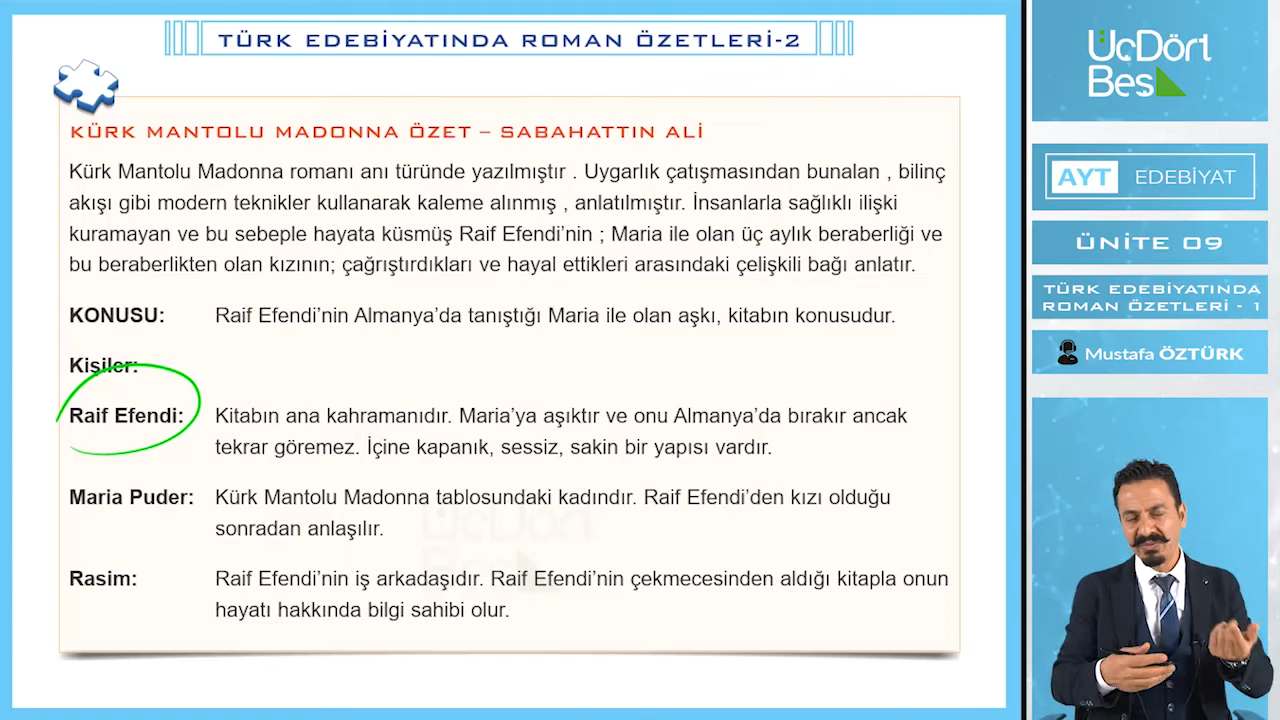 TÜRK EDEBİYATINDA ROMAN ÖZETLERİ-2
KÜRK MANTOLU MADONNA ÖZET – SABAHATTIN ALİ
Kürk Mantolu Madonna romanı anı türünde yazılmıştır . Uygarlık çatışmasından bunalan , bilinç
akışı gibi modern teknikler kullanarak kaleme alınmış , anlatılmıştır. İnsanlarla sağlıklı ilişki
kuramayan ve bu sebeple hayata küsmüş Raif Efendi’nin ; Maria ile olan üç aylık beraberliği ve
bu beraberlikten olan kızının; çağrıştırdıkları ve hayal ettikleri arasındaki çelişkili bağı anlatır.
KONUSU: Raif Efendi’nin Almanya’da tanıştığı Maria ile olan aşkı, kitabın konusudur.
Kişiler:
Raif Efendi: Kitabın ana kahramanıdır. Maria’ya aşıktır ve onu Almanya’da bırakır ancak
tekrar göremez. İçine kapanık, sessiz, sakin bir yapısı vardır.
Maria Puder: Kürk Mantolu Madonna tablosundaki kadındır. Raif Efendi’den kızı olduğu
sonradan anlaşılır.
Rasim: Raif Efendi’nin iş arkadaşıdır. Raif Efendi’nin çekmecesinden aldığı kitapla onun
hayatı hakkında bilgi sahibi olur.
ÜçDört
Beş
AYT EDEBİYAT
ÜNİTE 09
TÜRK EDEBİYATINDA
ROMAN ÖZETLERİ - 1
Mustafa ÖZTÜRK